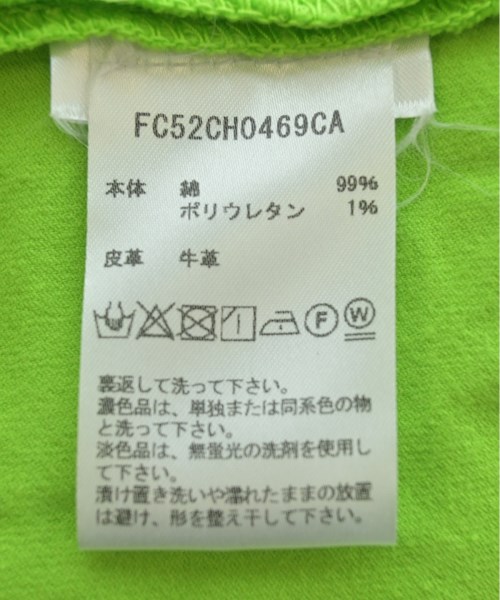 FC52CH0469CA
本体 綿 99%
ポリウレタン 1%
皮革 牛革
F W
裏返して洗って下さい。
濃色品は、単独または同系色の物
と洗って下さい。
淡色品は、無蛍光の洗剤を使用し
て下さい。
漬け置き洗いや濡れたままの放置
は避け、形を整え干して下さい。